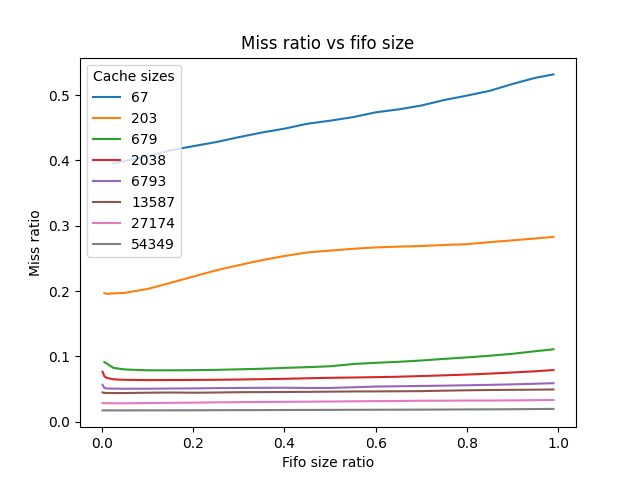 Miss ratio vs fifo size
Cache sizes
67
203
679
2038
6793
13587
27174
54349
Miss ratio
0.5
0.4
0.3
0.2
0.1
0.0
0.0 0.2 0.4 0.6 0.8 1.0
Fifo size ratio